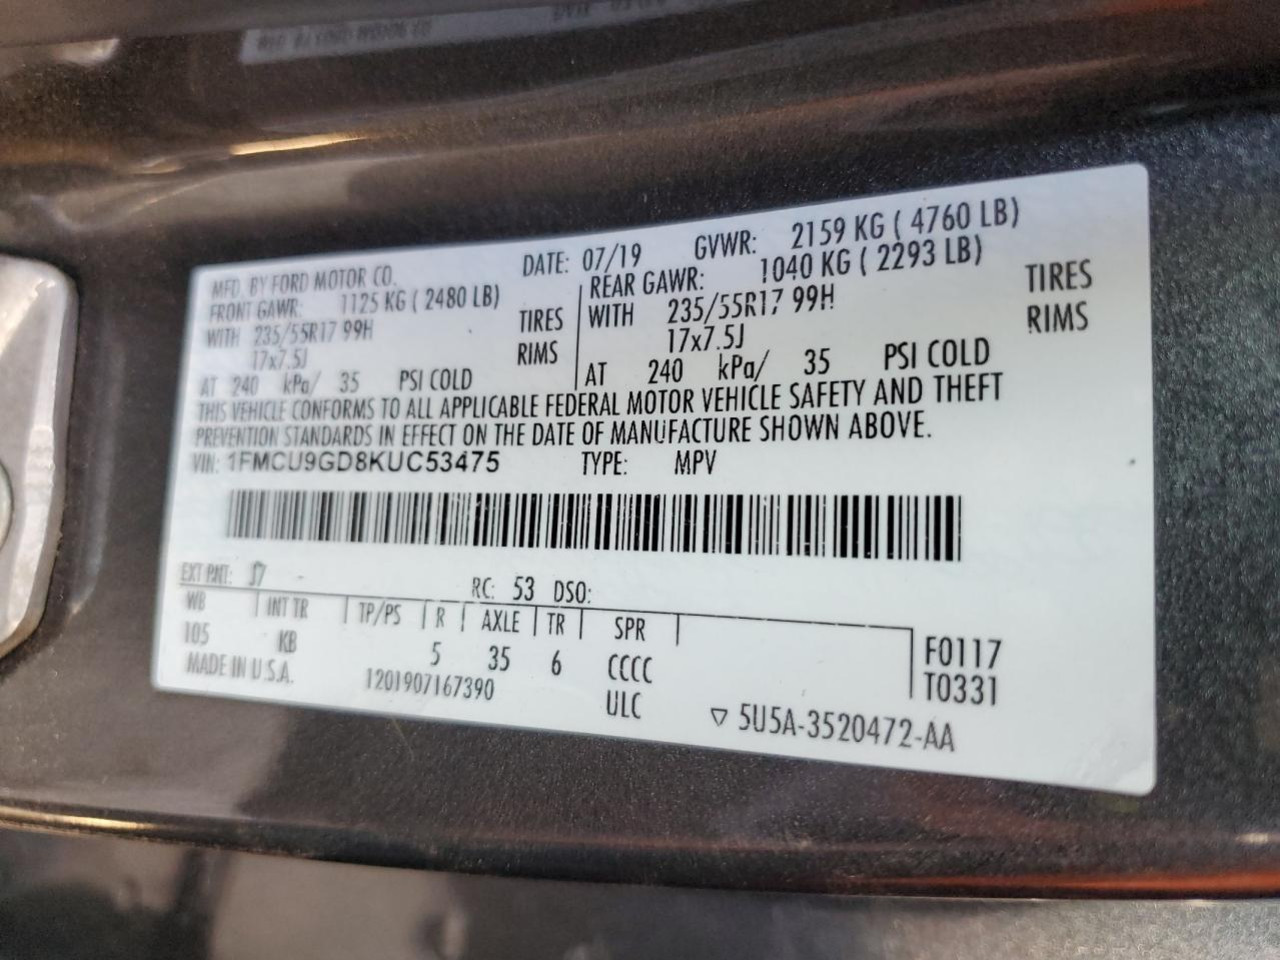 MFD. BY FORD MOTOR CO. DATE: 07/19 GVWR: 2159 KG ( 4760 LB)
FRONT GAWR: 1125 KG ( 2480 LB) REAR GAWR: 1040 KG ( 2293 LB)
WITH 235/55R17 99H TIRES WITH 235/55R17 99H TIRES
17x7.5J RIMS 17x7.5J RIMS
AT 240 kPa/ 35 PSI COLD AT 240 kPa/ 35 PSI COLD
THIS VEHICLE CONFORMS TO ALL APPLICABLE FEDERAL MOTOR VEHICLE SAFETY AND THEFT
PREVENTION STANDARDS IN EFFECT ON THE DATE OF MANUFACTURE SHOWN ABOVE.
VIN: 1FMCU9GD8KUC53475 TYPE: MPV
EXT PNT: J7 - RC: 53 DSO:
WB INT TR TP/PS R AXLE TR SPR
105 KB 5 35 6 CCCC F0117
MADE IN U.S.A. 1201907167390 ULC T0331
▽ 5U5A-3520472-AA